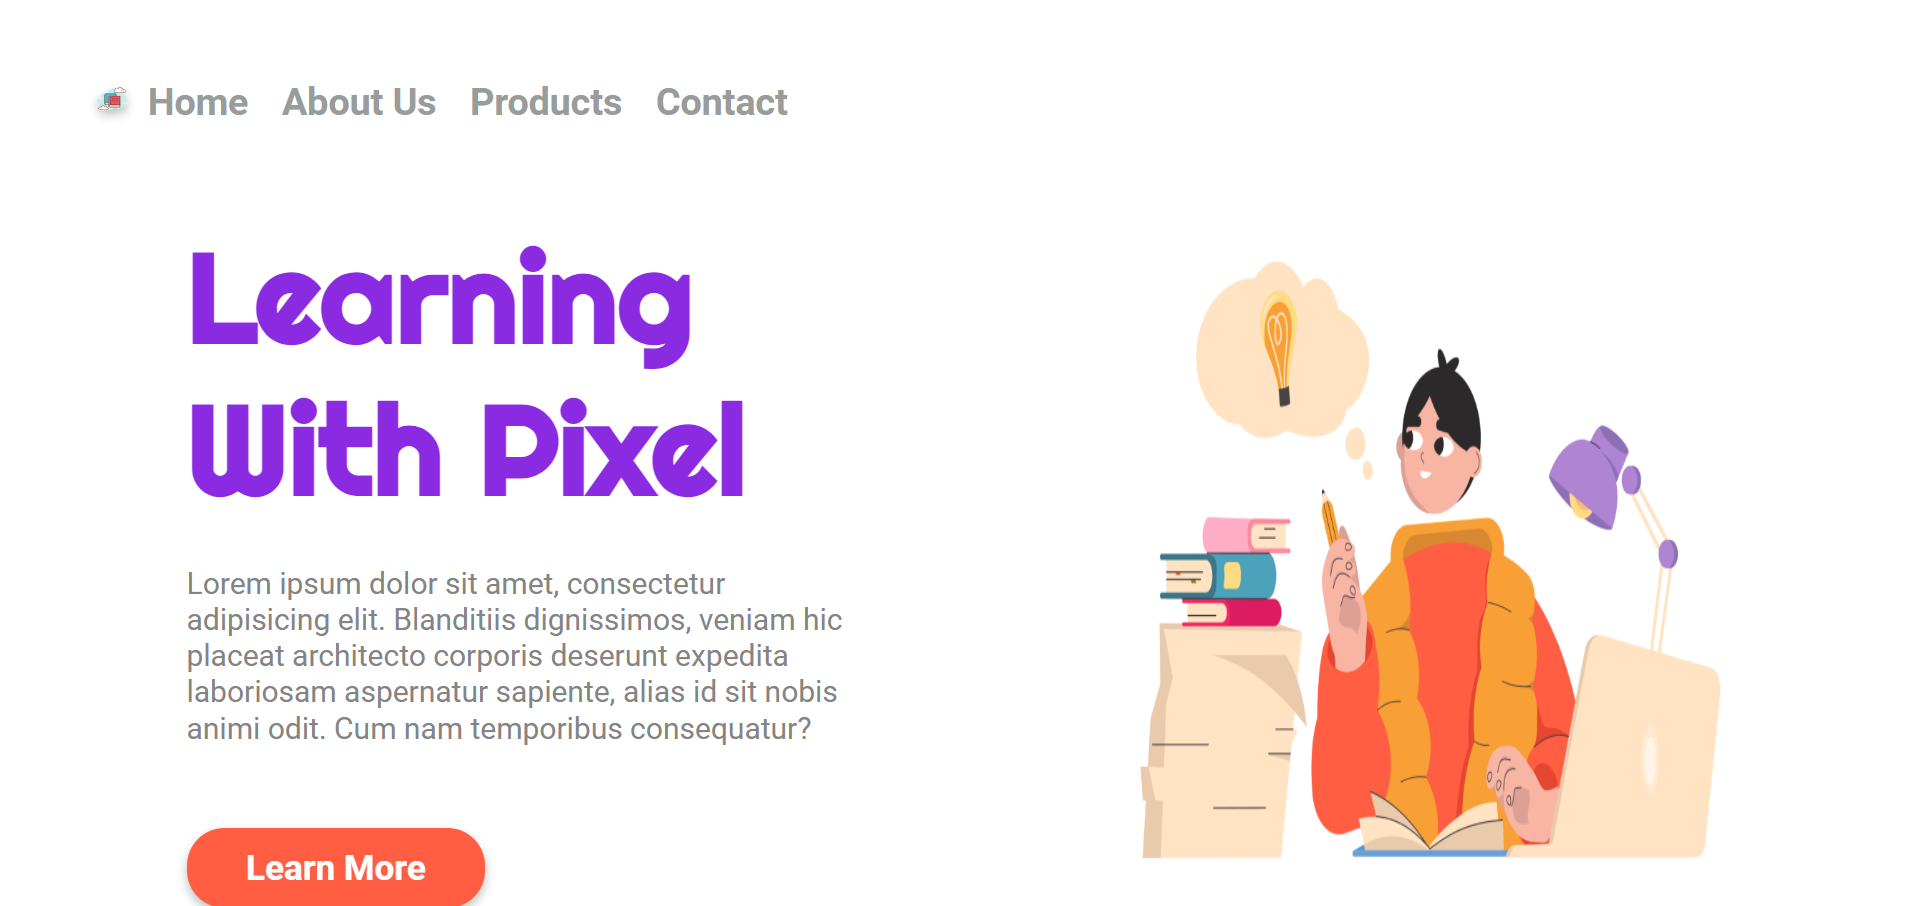 Home About Us Products Contact
Learning
With Pixel
Lorem ipsum dolor sit amet, consectetur
adipisicing elit. Blanditiis dignissimos, veniam hic
placeat architecto corporis deserunt expedita
laboriosam aspernatur sapiente, alias id sit nobis
animi odit. Cum nam temporibus consequatur?
Learn More